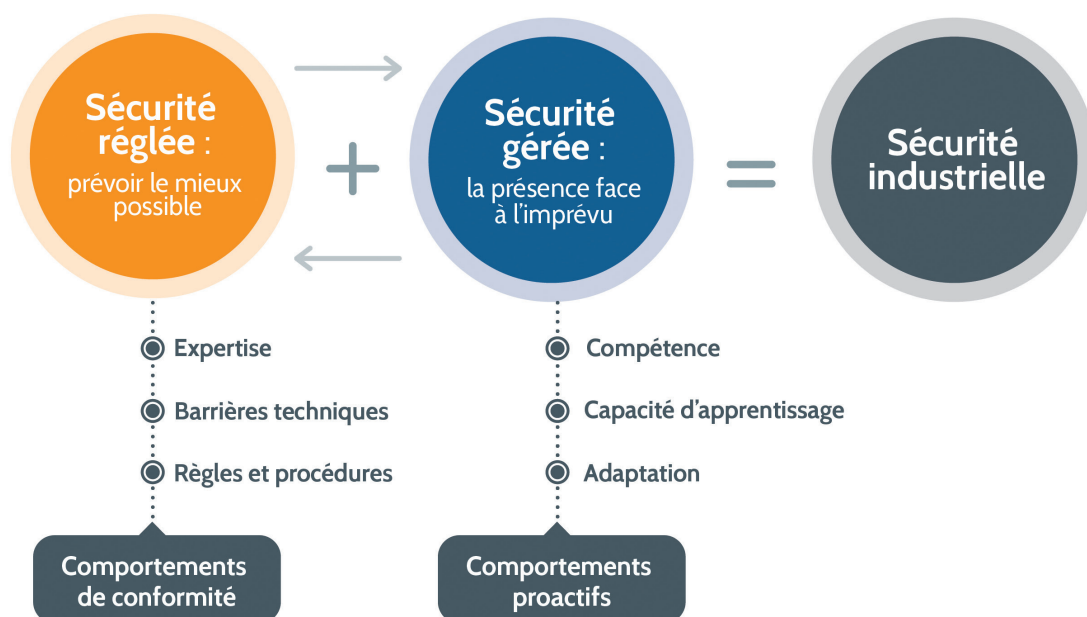 Sécurité
réglée :
prévoir le mieux
possible
+
Sécurité
gérée :
la présence face
à l'imprévu
=
Sécurité
industrielle
Expertise
Barrières techniques
Règles et procédures
Comportements
de conformité
Compétence
Capacité d'apprentissage
Adaptation
Comportements
proactifs